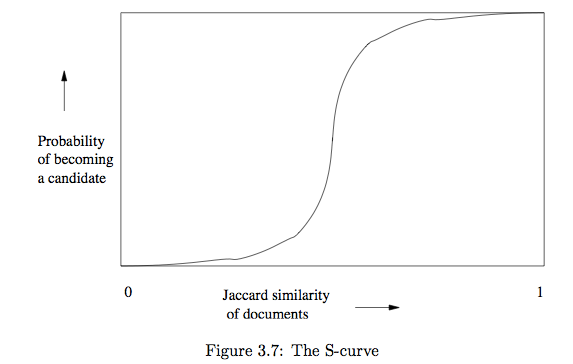 Probability
of becoming
a candidate
0
Jaccard similarity
of documents
1
Figure 3.7: The S-curve